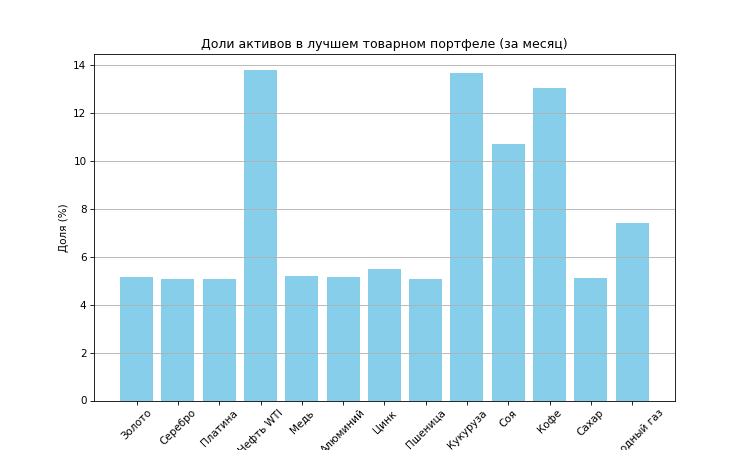 Доли активов в лучшем товарном портфеле (за месяц)
Доля (%)
14
12
10
8
6
4
2
0
Золото
Серебро
Платина
Нефть WTI
Медь
Алюминий
Цинк
Пшеница
Кукуруза
Соя
Кофе
Сахар
одный газ